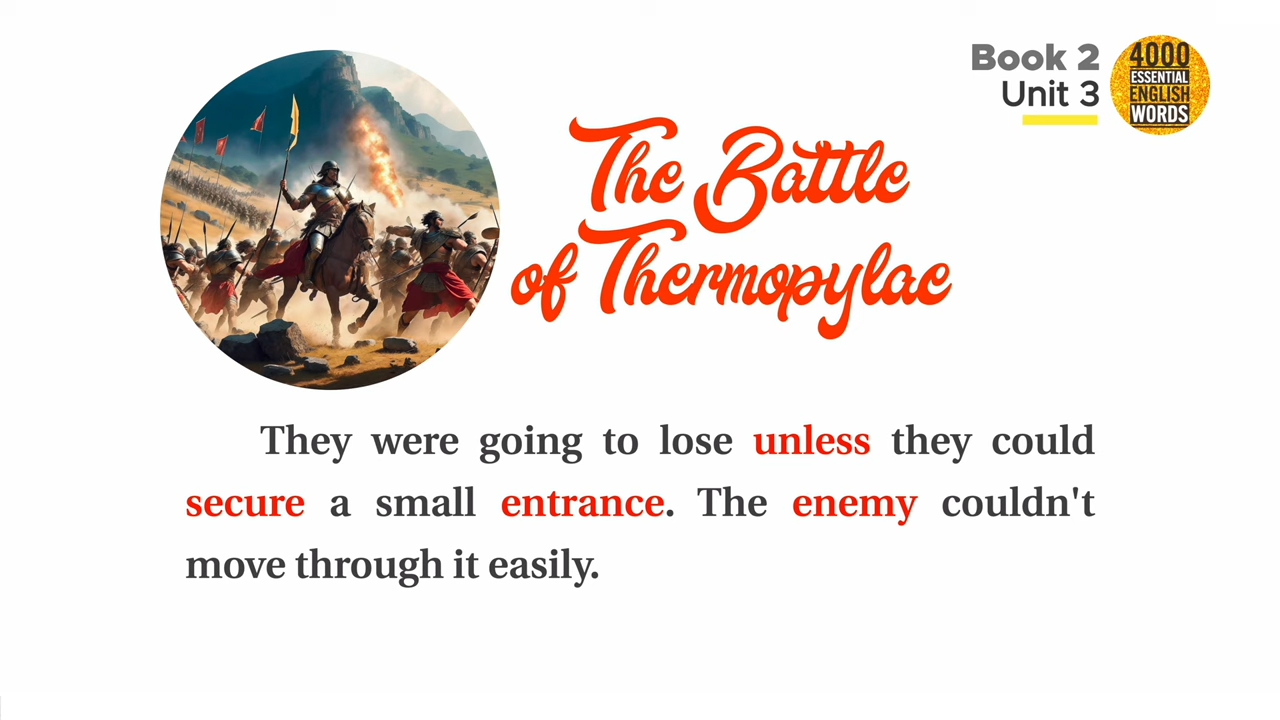 Book 2
Unit 3
4000
ESSENTIAL
ENGLISH
WORDS
The Battle
of Thermopylae
They were going to lose unless they could
secure a small entrance. The enemy couldn't
move through it easily.